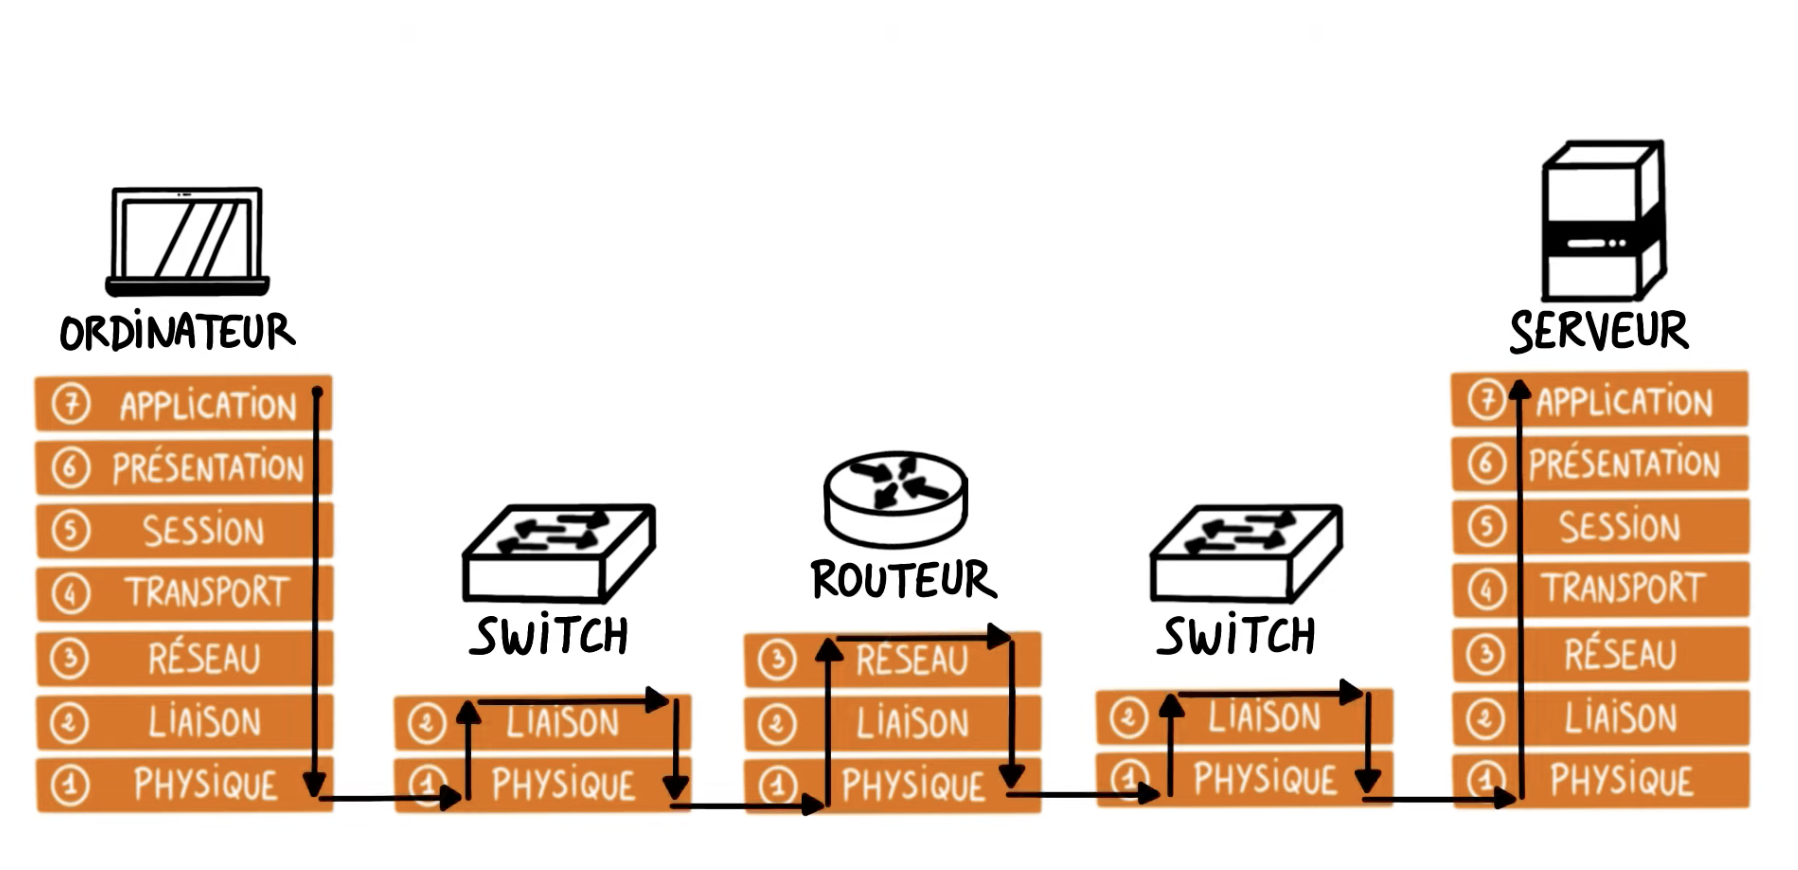 ORDiNATEUR
7 APPLiCATiON
6 PRÉSENTATiON
5 SESSiON
4 TRANSPORT
3 RÉSEAU
2 LiAiSON
1 PHYSiQUE
SWiTCH
2 LiAiSON
1 PHYSiQUE
ROUTEUR
3 RÉSEAU
2 LiAiSON
1 PHYSiQUE
SWiTCH
2 LiAiSON
1 PHYSiQUE
SERVEUR
7 APPLiCATiON
6 PRÉSENTATiON
5 SESSiON
4 TRANSPORT
3 RÉSEAU
2 LiAiSON
1 PHYSiQUE